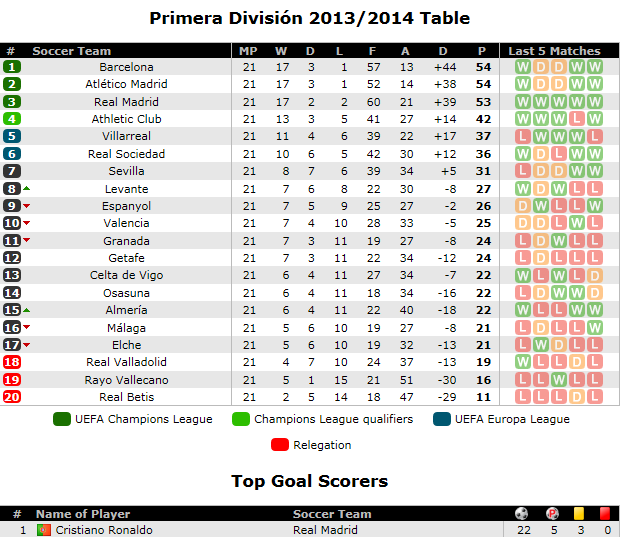 Primera División 2013/2014 Table
# Soccer Team MP W D L F A D P Last 5 Matches
1 Barcelona 21 17 3 1 57 13 +44 54 W D D W W
2 Atlético Madrid 21 17 3 1 52 14 +38 54 W D D W W
3 Real Madrid 21 17 2 2 60 21 +39 53 W W W W W
4 Athletic Club 21 13 3 5 41 27 +14 42 W W W L W
5 Villarreal 21 11 4 6 39 22 +17 37 L W W W L
6 Real Sociedad 21 10 6 5 42 30 +12 36 W D L W W
7 Sevilla 21 8 7 6 39 34 +5 31 L D D W W
8 Levante 21 7 6 8 22 30 -8 27 W D W L L
9 Espanyol 21 7 5 9 25 27 -2 26 D W L L W
10 Valencia 21 7 4 10 28 33 -5 25 D D L W L
11 Granada 21 7 3 11 19 27 -8 24 L D W L L
12 Getafe 21 7 3 11 22 34 -12 24 L D L L L
13 Celta de Vigo 21 6 4 11 27 34 -7 22 W L W L D
14 Osasuna 21 6 4 11 18 34 -16 22 L D W W D
15 Almería 21 6 4 11 22 40 -18 22 W L L W W
16 Málaga 21 5 6 10 19 27 -8 21 L D L L W
17 Elche 21 5 6 10 19 32 -13 21 L W D L L
18 Real Valladolid 21 4 7 10 24 37 -13 19 W L L D L
19 Rayo Vallecano 21 5 1 15 21 51 -30 16 L L W L L
20 Real Betis 21 2 5 14 18 47 -29 11 L L L D L
UEFA Champions League Champions League qualifiers UEFA Europa League
Relegation
Top Goal Scorers
# Name of Player Soccer Team P
1 Cristiano Ronaldo Real Madrid 22 5 3 0